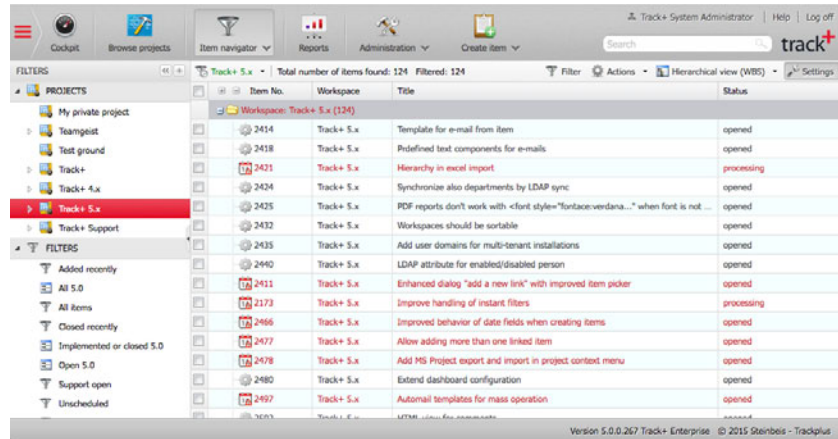 Track+ System Administrator | Help | Log off
Cockpit Browse projects Item navigator Reports Administration Create item Search track+
FILTERS Track+ 5.x Total number of items found: 124 Filtered: 124 Filter Actions Hierarchical view (WBS) Settings
PROJECTS Item No. Workspace Title Status
My private project Workspace: Track+ 5.x (124)
Teamgeist 2414 Track+ 5.x Template for e-mail from item opened
Test ground 2418 Track+ 5.x Prdefined text components for e-mails opened
Track+ 2421 Track+ 5.x Hierarchy in excel import processing
Track+ 4.x 2424 Track+ 5.x Synchronize also departments by LDAP sync opened
Track+ 5.x 2425 Track+ 5.x PDF reports don't work with <font style="fontace:verdana..." when font is not ... opened
Track+ Support 2432 Track+ 5.x Workspaces should be sortable opened
FILTERS 2435 Track+ 5.x Add user domains for multi-tenant installations opened
Added recently 2440 Track+ 5.x LDAP attribute for enabled/disabled person opened
All 5.0 2411 Track+ 5.x Enhanced dialog "add a new link" with improved item picker opened
All items 2173 Track+ 5.x Improve handling of instant filters processing
Closed recently 2466 Track+ 5.x Improved behavior of date fields when creating items opened
Implemented or closed 5.0 2477 Track+ 5.x Allow adding more than one linked item opened
Open 5.0 2478 Track+ 5.x Add MS Project export and import in project context menu opened
Support open 2480 Track+ 5.x Extend dashboard configuration opened
Unscheduled 2497 Track+ 5.x Automail templates for mass operation opened
Version 5.0.0.267 Track+ Enterprise © 2015 Steinbeis - Trackplus